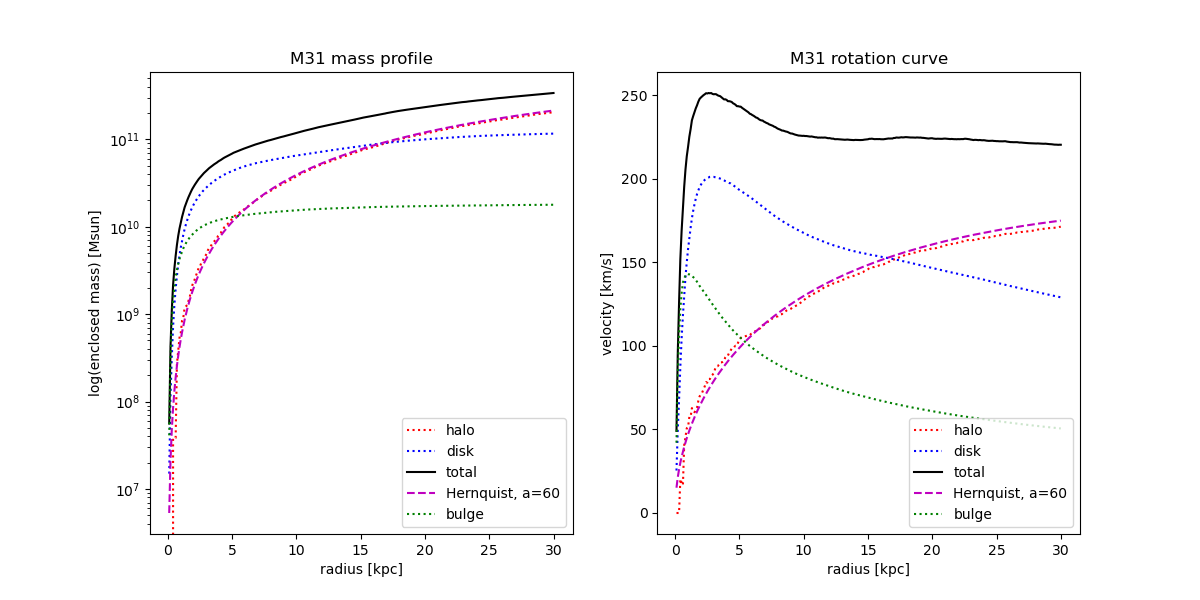 M31 mass profile
log(enclosed mass) [Msun]
10^11
10^10
10^9
10^8
10^7
0 5 10 15 20 25 30
radius [kpc]
halo
disk
total
Hernquist, a=60
bulge
M31 rotation curve
velocity [km/s]
250
200
150
100
50
0
0 5 10 15 20 25 30
radius [kpc]
halo
disk
total
Hernquist, a=60
bulge